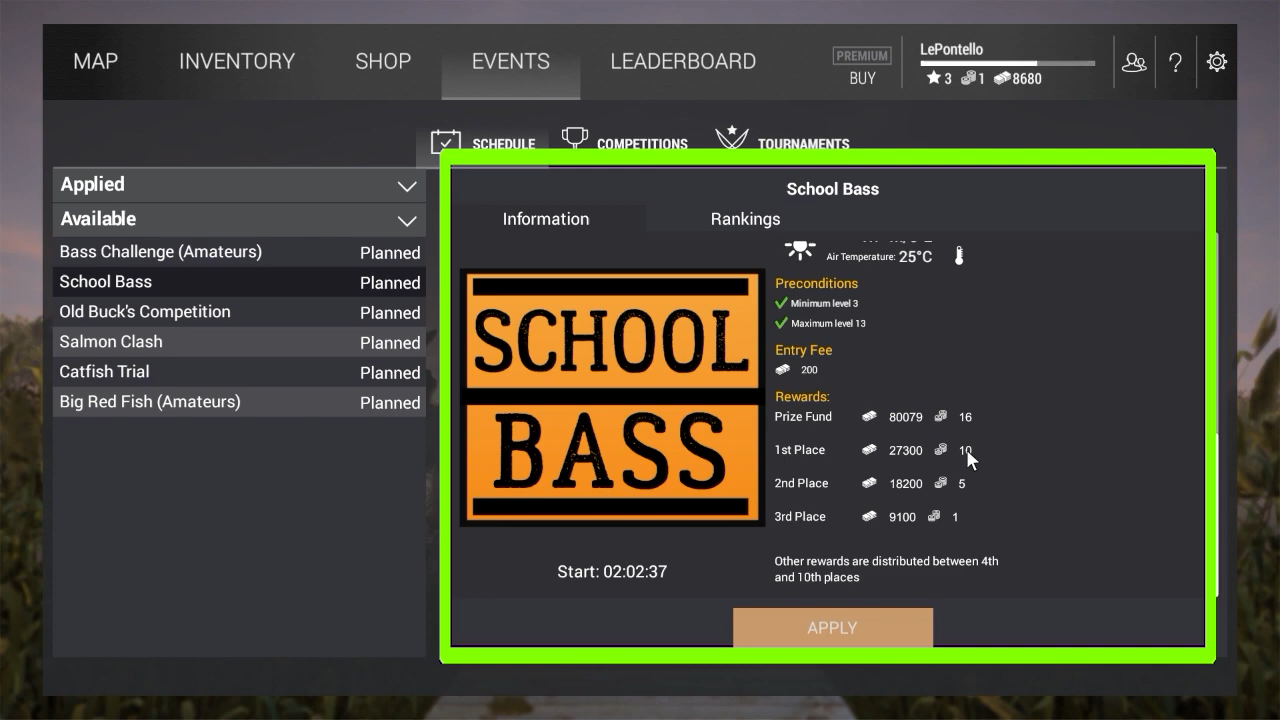 MAP INVENTORY SHOP EVENTS LEADERBOARD
PREMIUM
BUY
LePontello
3 1 8680
SCHEDULE COMPETITIONS TOURNAMENTS
Applied
Available
Bass Challenge (Amateurs) Planned
School Bass Planned
Old Buck's Competition Planned
Salmon Clash Planned
Catfish Trial Planned
Big Red Fish (Amateurs) Planned
School Bass
Information Rankings
Air Temperature: 25°C
SCHOOL
BASS
Start: 02:02:37
Preconditions
Minimum level 3
Maximum level 13
Entry Fee
200
Rewards:
Prize Fund 80079 16
1st Place 27300 10
2nd Place 18200 5
3rd Place 9100 1
Other rewards are distributed between 4th
and 10th places
APPLY